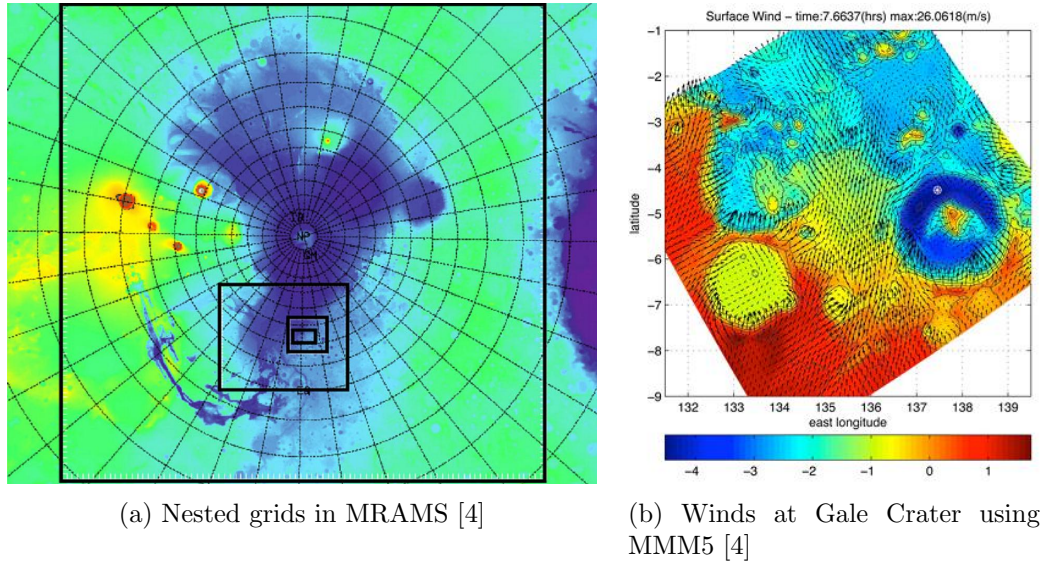 Surface Wind – time:7.6637(hrs) max:26.0618(m/s)
NP
−1
−2
−3
−4
−5
−6
−7
−8
−9
latitude
132 133 134 135 136 137 138 139
east longitude
−4 −3 −2 −1 0 1
(a) Nested grids in MRAMS [4]
(b) Winds at Gale Crater using
MMM5 [4]